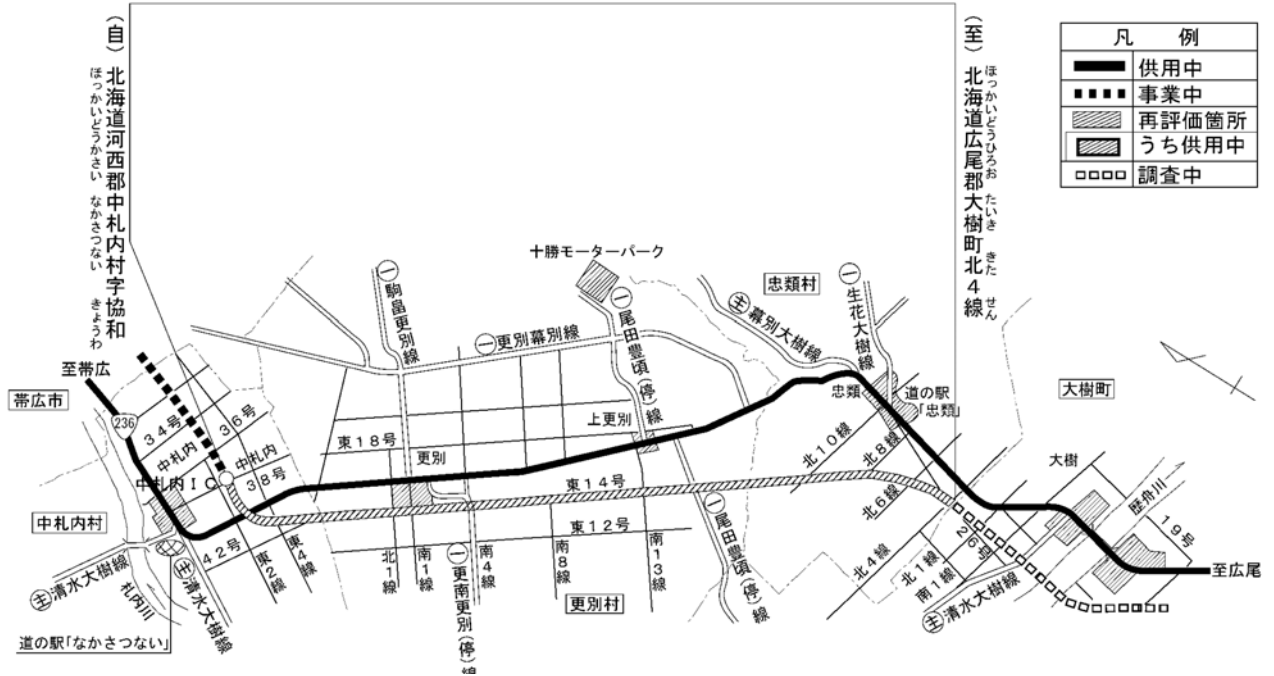 (自) 北海道河西郡中札内村字協和
ほっかいどうかさい なかさつない きょうわ
(至) 北海道広尾郡大樹町北4線
ほっかいどうひろお たいき きた せん
凡 例
供用中
事業中
再評価箇所
うち供用中
調査中
十勝モーターパーク
忠類村
㊀駒畠更別線
㊀更別幕別線
㊀尾田豊頃(停)線
㊤幕別大樹線
㊀生花大樹線
至帯広
帯広市
236
34号
36号
中札内
中札内
38号
中札内IC
中札内村
42号
東2線
東4線
主清水大樹線
主清水大樹線
札内川
道の駅「なかさつない」
東18号
更別
上更別
東14号
東12号
北1線
南1線
㊀更南更別(停)線
南4線
南8線
南13線
㊀尾田豊頃(停)線
更別村
忠類
道の駅
「忠類」
大樹町
北10線
北8線
北6線
北4線
北1線
南1線
26号
主清水大樹線
大樹
歴舟川
19号
至広尾